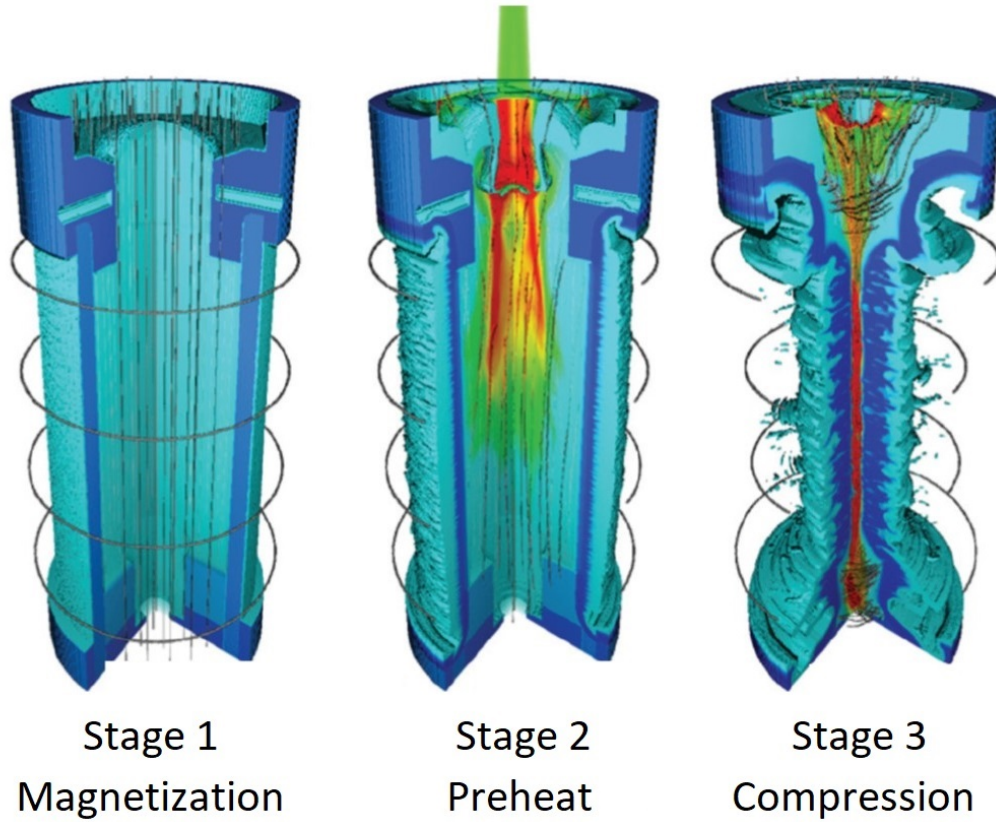 Stage 1
Magnetization
Stage 2
Preheat
Stage 3
Compression